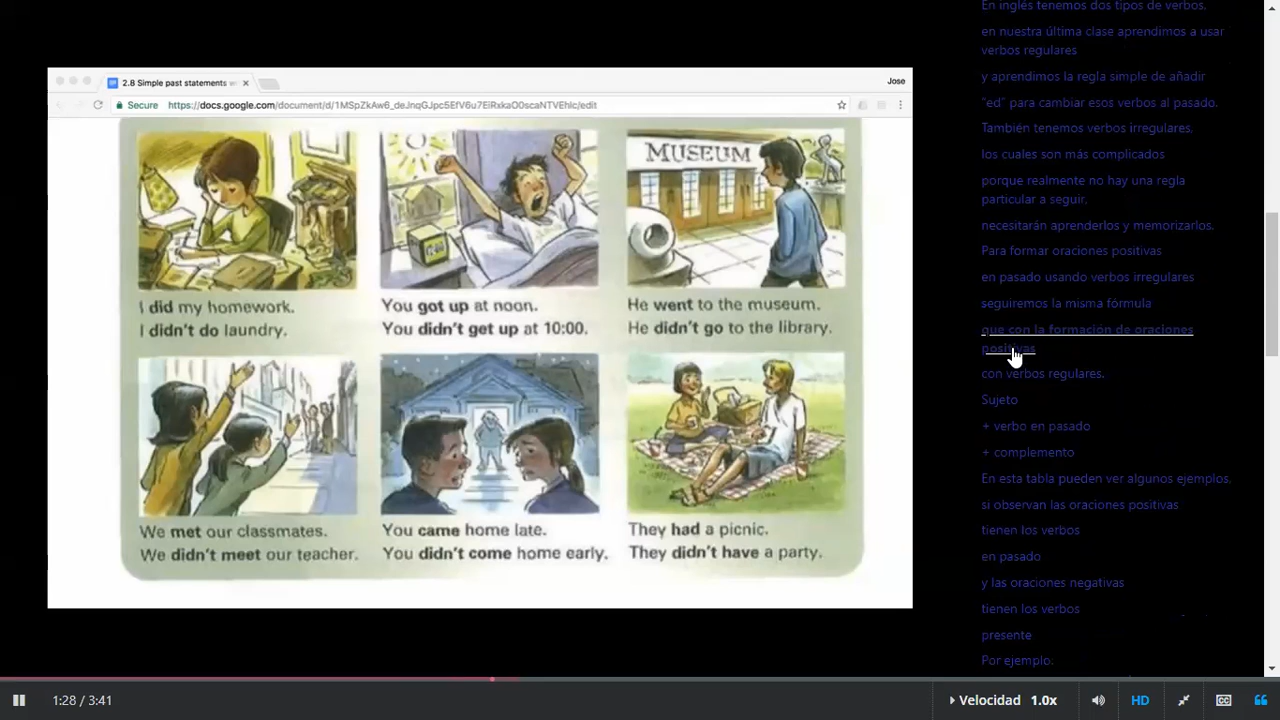 2.8 Simple past statements w
Jose
Secure
https://docs.google.com/document/d/1MSpZkAw6_deJnqGJpc5EfV6u7EiRxkaO0scaNTVEhlc/edit
MUSEUM
I did my homework.
I didn't do laundry.
You got up at noon.
You didn't get up at 10:00.
He went to the museum.
He didn't go to the library.
We met our classmates.
We didn't meet our teacher.
You came home late.
You didn't come home early.
They had a picnic.
They didn't have a party.
En inglés tenemos dos tipos de verbos.
en nuestra última clase aprendimos a usar
verbos regulares
y aprendimos la regla simple de añadir
"ed" para cambiar esos verbos al pasado.
También tenemos verbos irregulares.
los cuales son más complicados
porque realmente no hay una regla
particular a seguir,
necesitarán aprenderlos y memorizarlos.
Para formar oraciones positivas
en pasado usando verbos irregulares
seguiremos la misma fórmula
que con la formación de oraciones
positivas
con verbos regulares.
Sujeto
+ verbo en pasado
+ complemento
En esta tabla pueden ver algunos ejemplos,
si observan las oraciones positivas
tienen los verbos
en pasado
y las oraciones negativas
tienen los verbos
presente
Por ejemplo:
1:28 / 3:41
Velocidad 1.0x
HD
CC